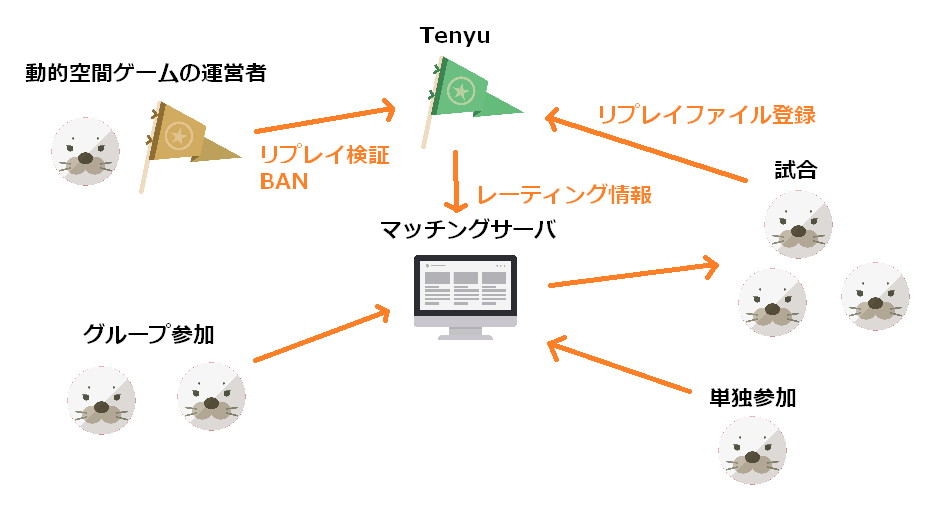 Tenyu
動的空間ゲームの運営者
リプレイファイル登録
リプレイ検証
BAN
試合
レーティング情報
マッチングサーバ
グループ参加
単独参加